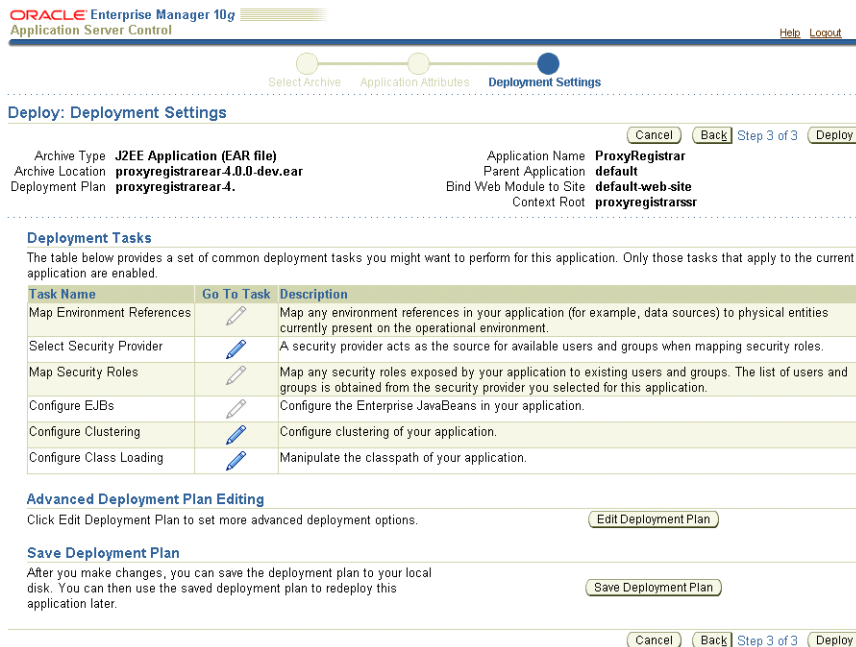 ORACLE Enterprise Manager 10g
Application Server Control
Help Logout
Select Archive Application Attributes Deployment Settings
Deploy: Deployment Settings
Cancel Back Step 3 of 3 Deploy
Archive Type J2EE Application (EAR file)
Archive Location proxyregistrarear-4.0.0-dev.ear
Deployment Plan proxyregistrarear-4.
Application Name ProxyRegistrar
Parent Application default
Bind Web Module to Site default-web-site
Context Root proxyregistrarssr
Deployment Tasks
The table below provides a set of common deployment tasks you might want to perform for this application. Only those tasks that apply to the current
application are enabled.
Task Name Go To Task Description
Map Environment References Map any environment references in your application (for example, data sources) to physical entities
currently present on the operational environment.
Select Security Provider A security provider acts as the source for available users and groups when mapping security roles.
Map Security Roles Map any security roles exposed by your application to existing users and groups. The list of users and
groups is obtained from the security provider you selected for this application.
Configure EJBs Configure the Enterprise JavaBeans in your application.
Configure Clustering Configure clustering of your application.
Configure Class Loading Manipulate the classpath of your application.
Advanced Deployment Plan Editing
Click Edit Deployment Plan to set more advanced deployment options. Edit Deployment Plan
Save Deployment Plan
After you make changes, you can save the deployment plan to your local
disk. You can then use the saved deployment plan to redeploy this
application later.
Save Deployment Plan
Cancel Back Step 3 of 3 Deploy